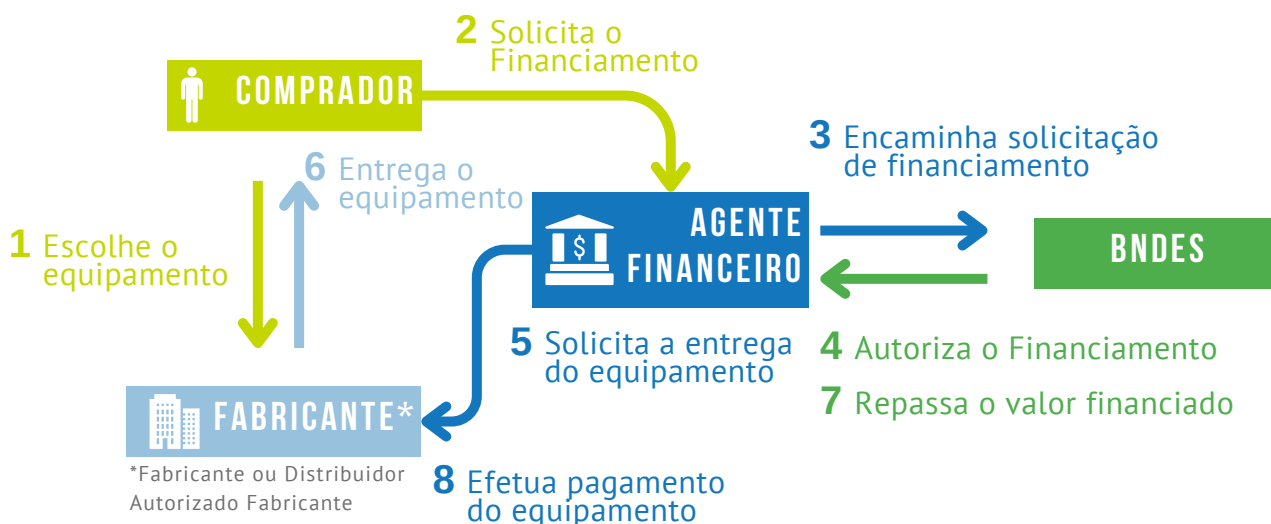 2 Solicita o
Financiamento
COMPRADOR
3 Encaminha solicitação
de financiamento
6 Entrega o
equipamento
1 Escolhe o
equipamento
$
AGENTE
FINANCEIRO
BNDES
5 Solicita a entrega
do equipamento
4 Autoriza o Financiamento
7 Repassa o valor financiado
FABRICANTE*
*Fabricante ou Distribuidor
Autorizado Fabricante
8 Efetua pagamento
do equipamento